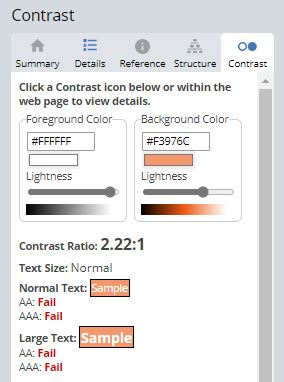 Contrast
Summary Details Reference Structure Contrast
Click a Contrast icon below or within the
web page to view details.
Foreground Color Background Color
#FFFFFF #F3976C
Lightness Lightness
Contrast Ratio: 2.22:1
Text Size: Normal
Normal Text: Sample
AA: Fail
AAA: Fail
Large Text: Sample
AA: Fail
AAA: Fail